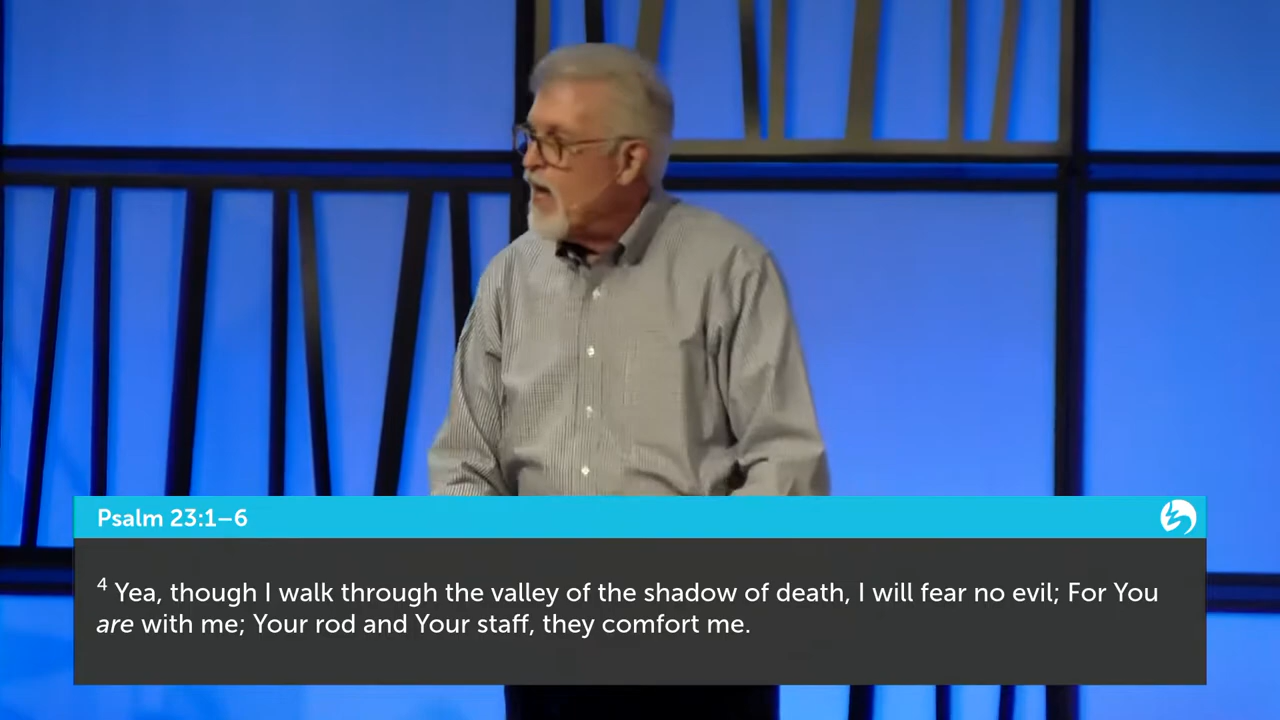 Psalm 23:1–6
4 Yea, though I walk through the valley of the shadow of death, I will fear no evil; For You
are with me; Your rod and Your staff, they comfort me.